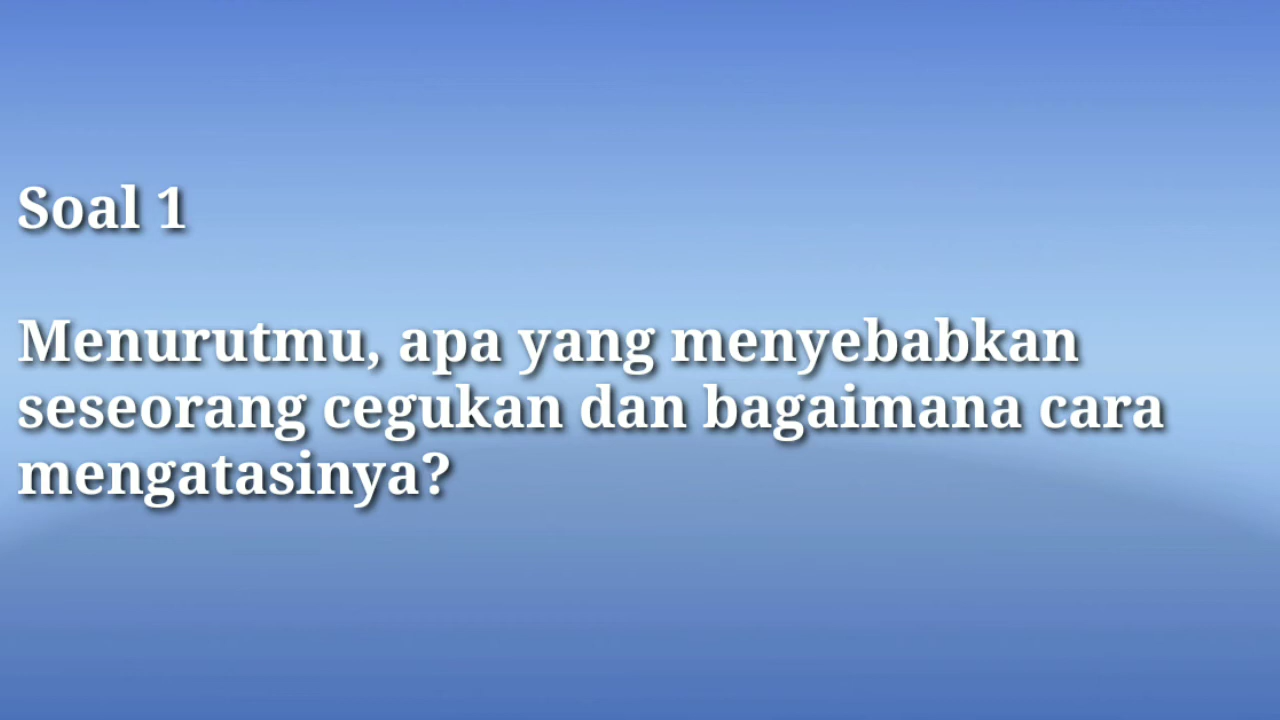 Soal 1
Menurutmu, apa yang menyebabkan
seseorang cegukan dan bagaimana cara
mengatasinya?